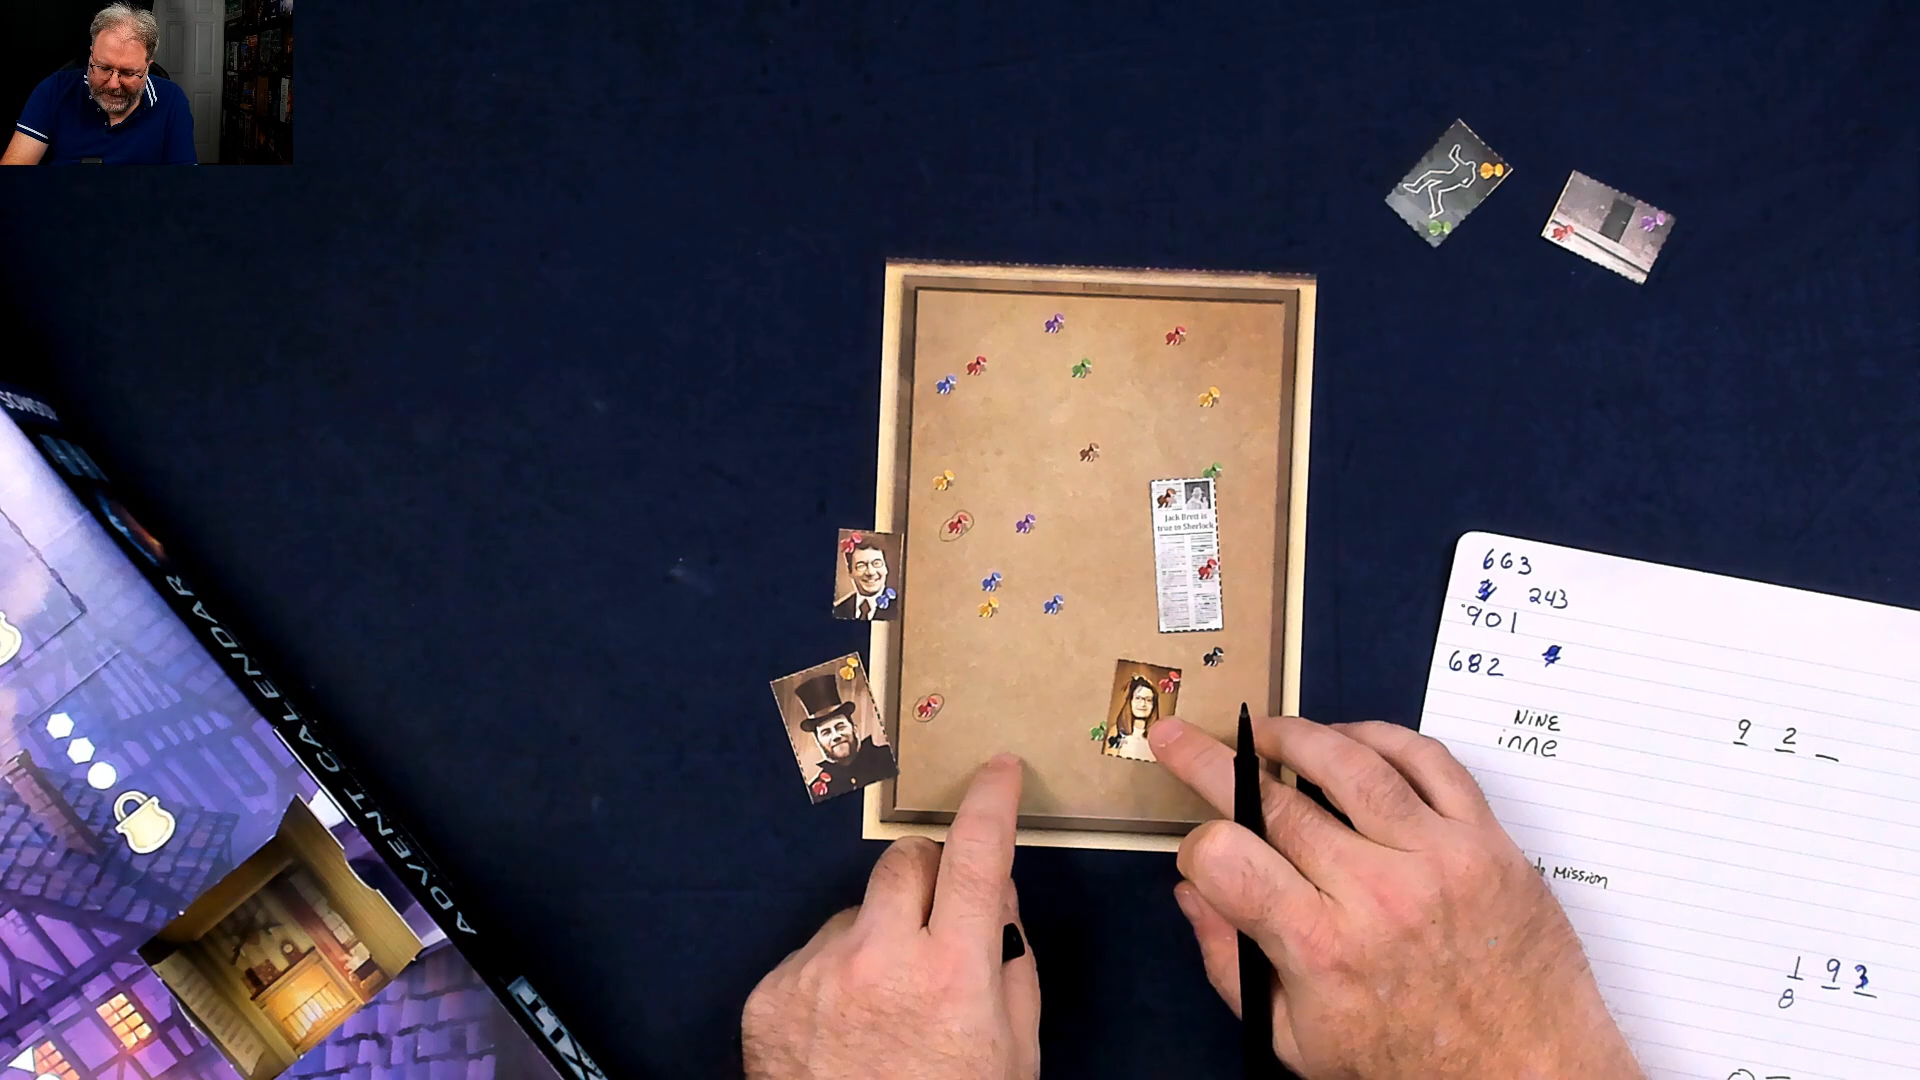 Jack Brett is
true to Sherlock
663
243
901
682
NINE
inne
9 2 _
Mission
1 9 3
8
ADVENT CALENDAR
EXIT